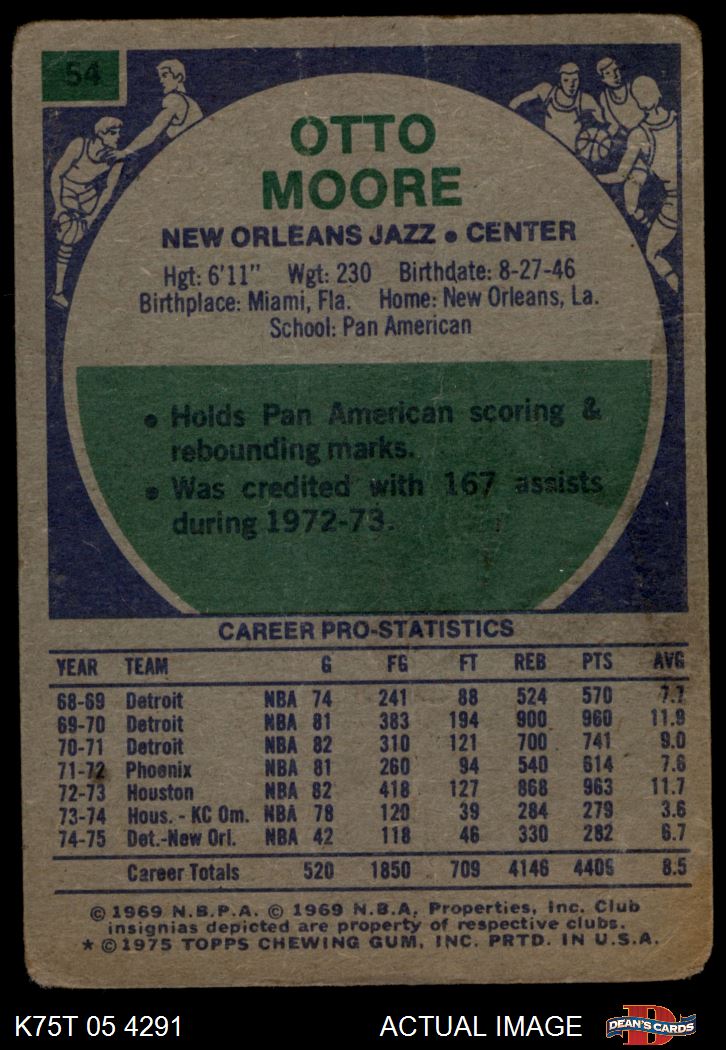 54
OTTO
MOORE
NEW ORLEANS JAZZ • CENTER
Hgt: 6'11" Wgt: 230 Birthdate: 8-27-46
Birthplace: Miami, Fla. Home: New Orleans, La.
School: Pan American
• Holds Pan American scoring &
rebounding marks.
• Was credited with 167 assists
during 1972-73.
CAREER PRO-STATISTICS
YEAR TEAM G FG FT REB PTS AVG
68-69 Detroit NBA 74 241 88 524 570 7.7
69-70 Detroit NBA 81 383 194 900 960 11.9
70-71 Detroit NBA 82 310 121 700 741 9.0
71-72 Phoenix NBA 81 260 94 540 614 7.6
72-73 Houston NBA 82 418 127 868 963 11.7
73-74 Hous. - KC Om. NBA 78 120 39 284 279 3.6
74-75 Det.-New Orl. NBA 42 118 46 330 282 6.7
Career Totals 520 1850 709 4146 4409 8.5
© 1969 N.B.P.A. © 1969 N.B.A. Properties, Inc. Club
insignias depicted are property of respective clubs.
* © 1975 TOPPS CHEWING GUM, INC. PRTD. IN U.S.A.
K75T 05 4291 ACTUAL IMAGE DEAN'S CARDS